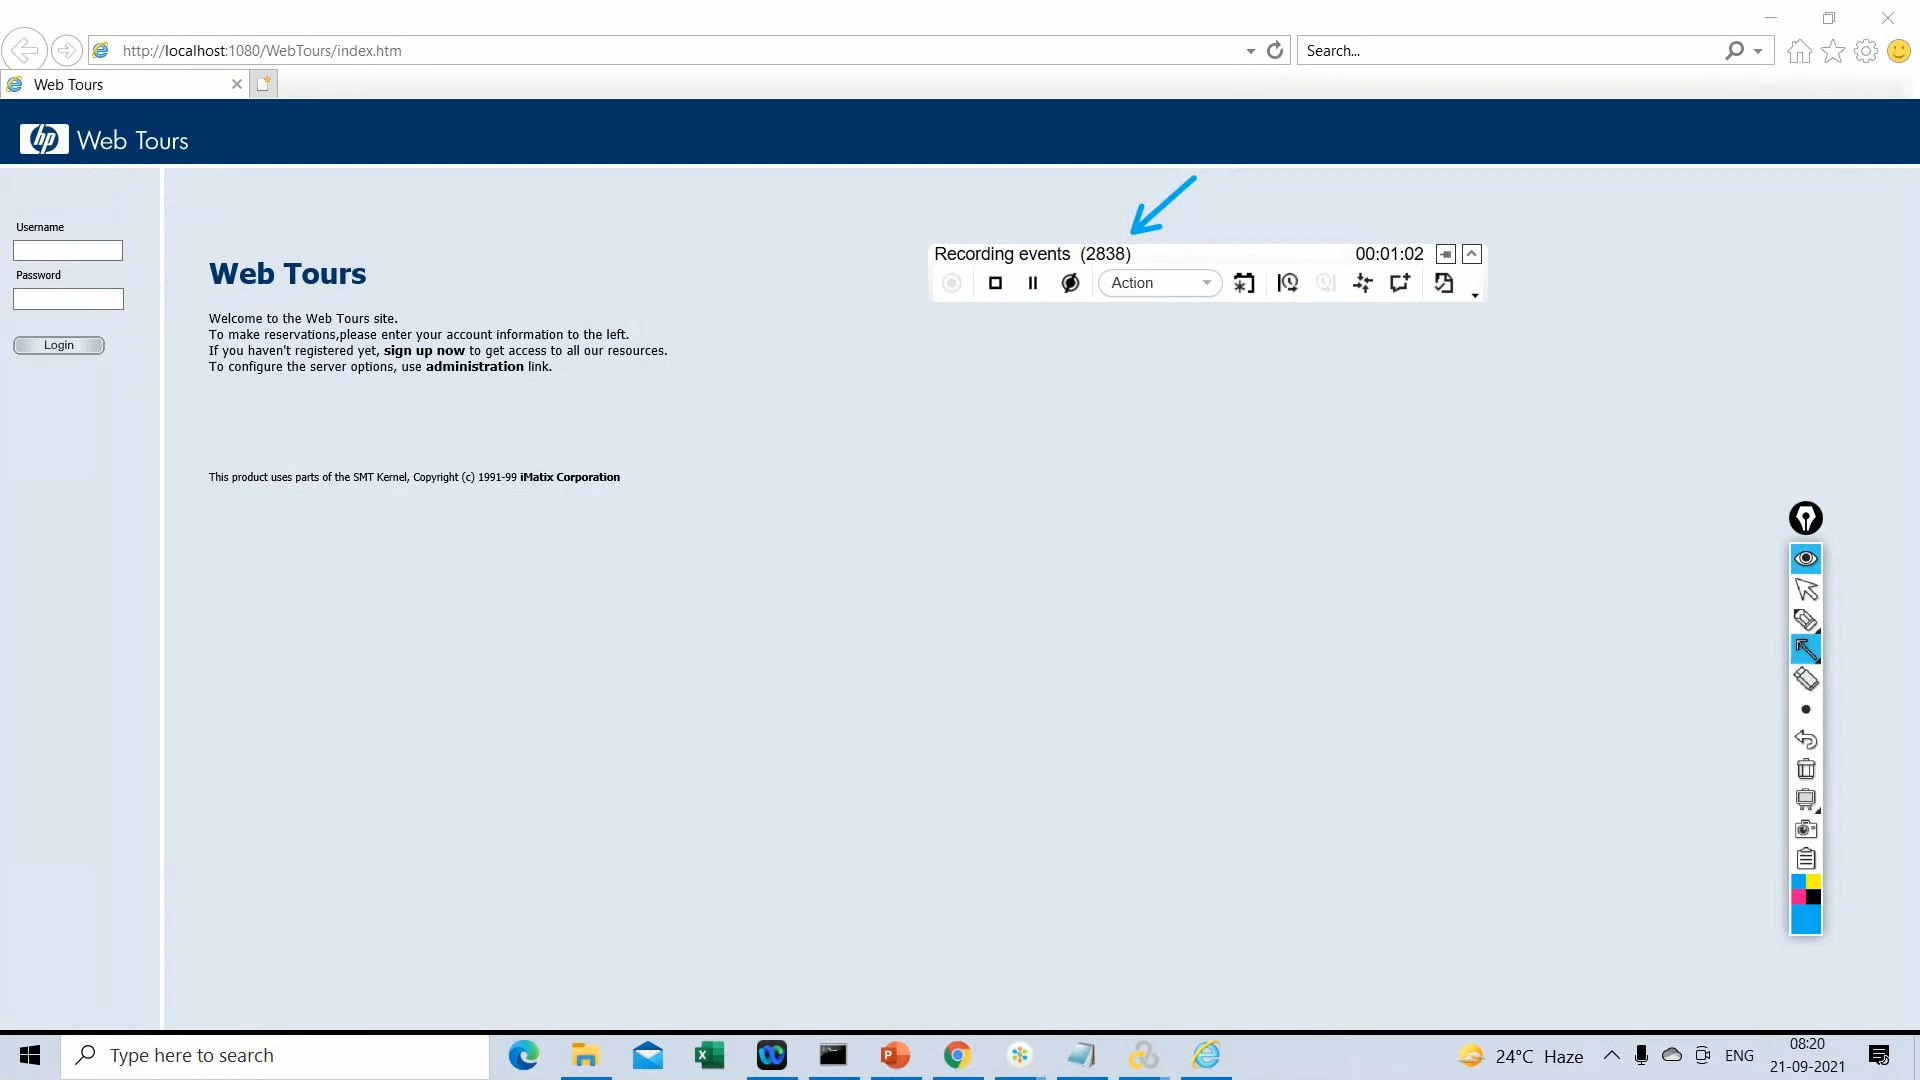 http://localhost:1080/WebTours/index.htm
Search...
Web Tours
hp Web Tours
Username
Password
Login
Web Tours
Welcome to the Web Tours site.
To make reservations,please enter your account information to the left.
If you haven't registered yet, sign up now to get access to all our resources.
To configure the server options, use administration link.
This product uses parts of the SMT Kernel, Copyright (c) 1991-99 iMatix Corporation
Recording events (2838) 00:01:02
Action
Type here to search
24°C Haze
ENG
08:20
21-09-2021